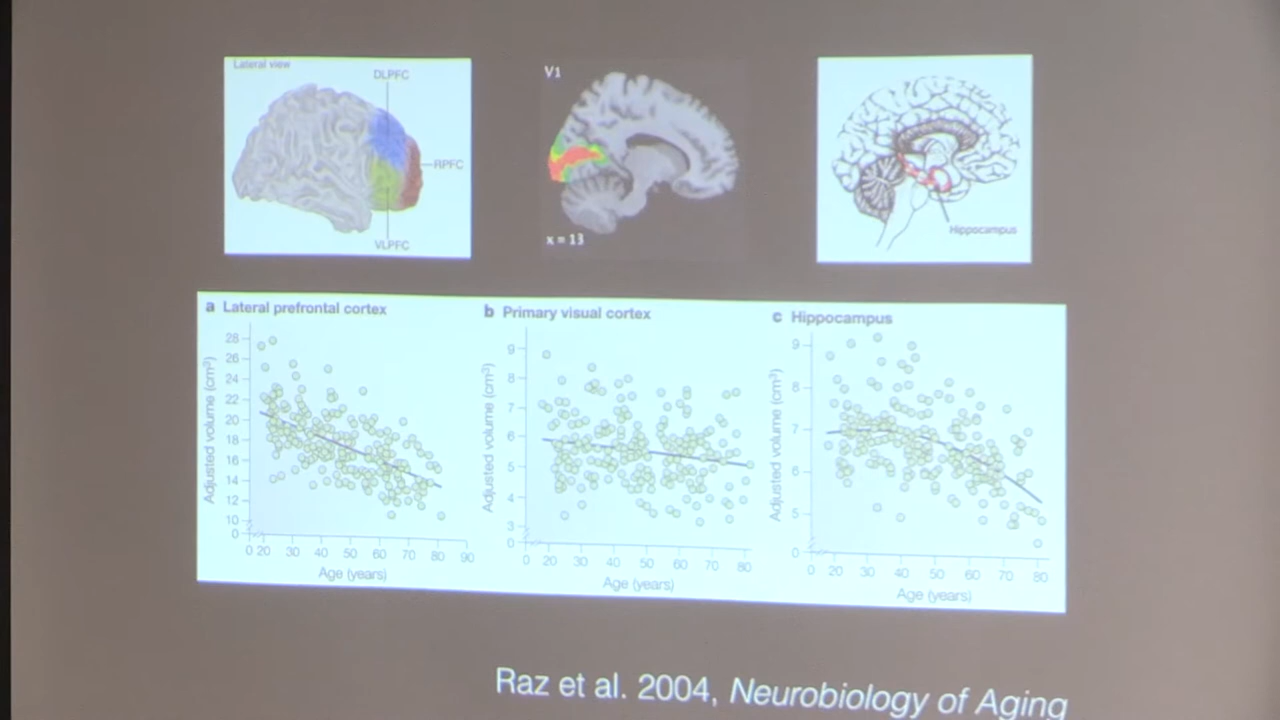 Lateral view
DLPFC
RPFC
VLPFC
V1
x = 13
Hippocampus
a Lateral prefrontal cortex
Adjusted volume (cm³)
28
26
24
22
20
18
16
14
12
10
0
0 20 30 40 50 60 70 80 90
Age (years)
b Primary visual cortex
Adjusted volume (cm³)
9
8
7
6
5
4
3
0
0 20 30 40 50 60 70 80
Age (years)
c Hippocampus
Adjusted volume (cm³)
9
8
7
6
5
0
0 20 30 40 50 60 70 80
Age (years)
Raz et al. 2004, Neurobiology of Aging